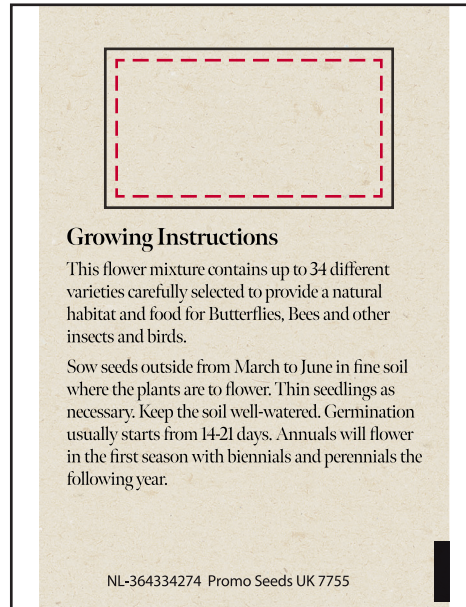 Growing Instructions
This flower mixture contains up to 34 different
varieties carefully selected to provide a natural
habitat and food for Butterflies, Bees and other
insects and birds.
Sow seeds outside from March to June in fine soil
where the plants are to flower. Thin seedlings as
necessary. Keep the soil well-watered. Germination
usually starts from 14-21 days. Annuals will flower
in the first season with biennials and perennials the
following year.
NL-364334274 Promo Seeds UK 7755